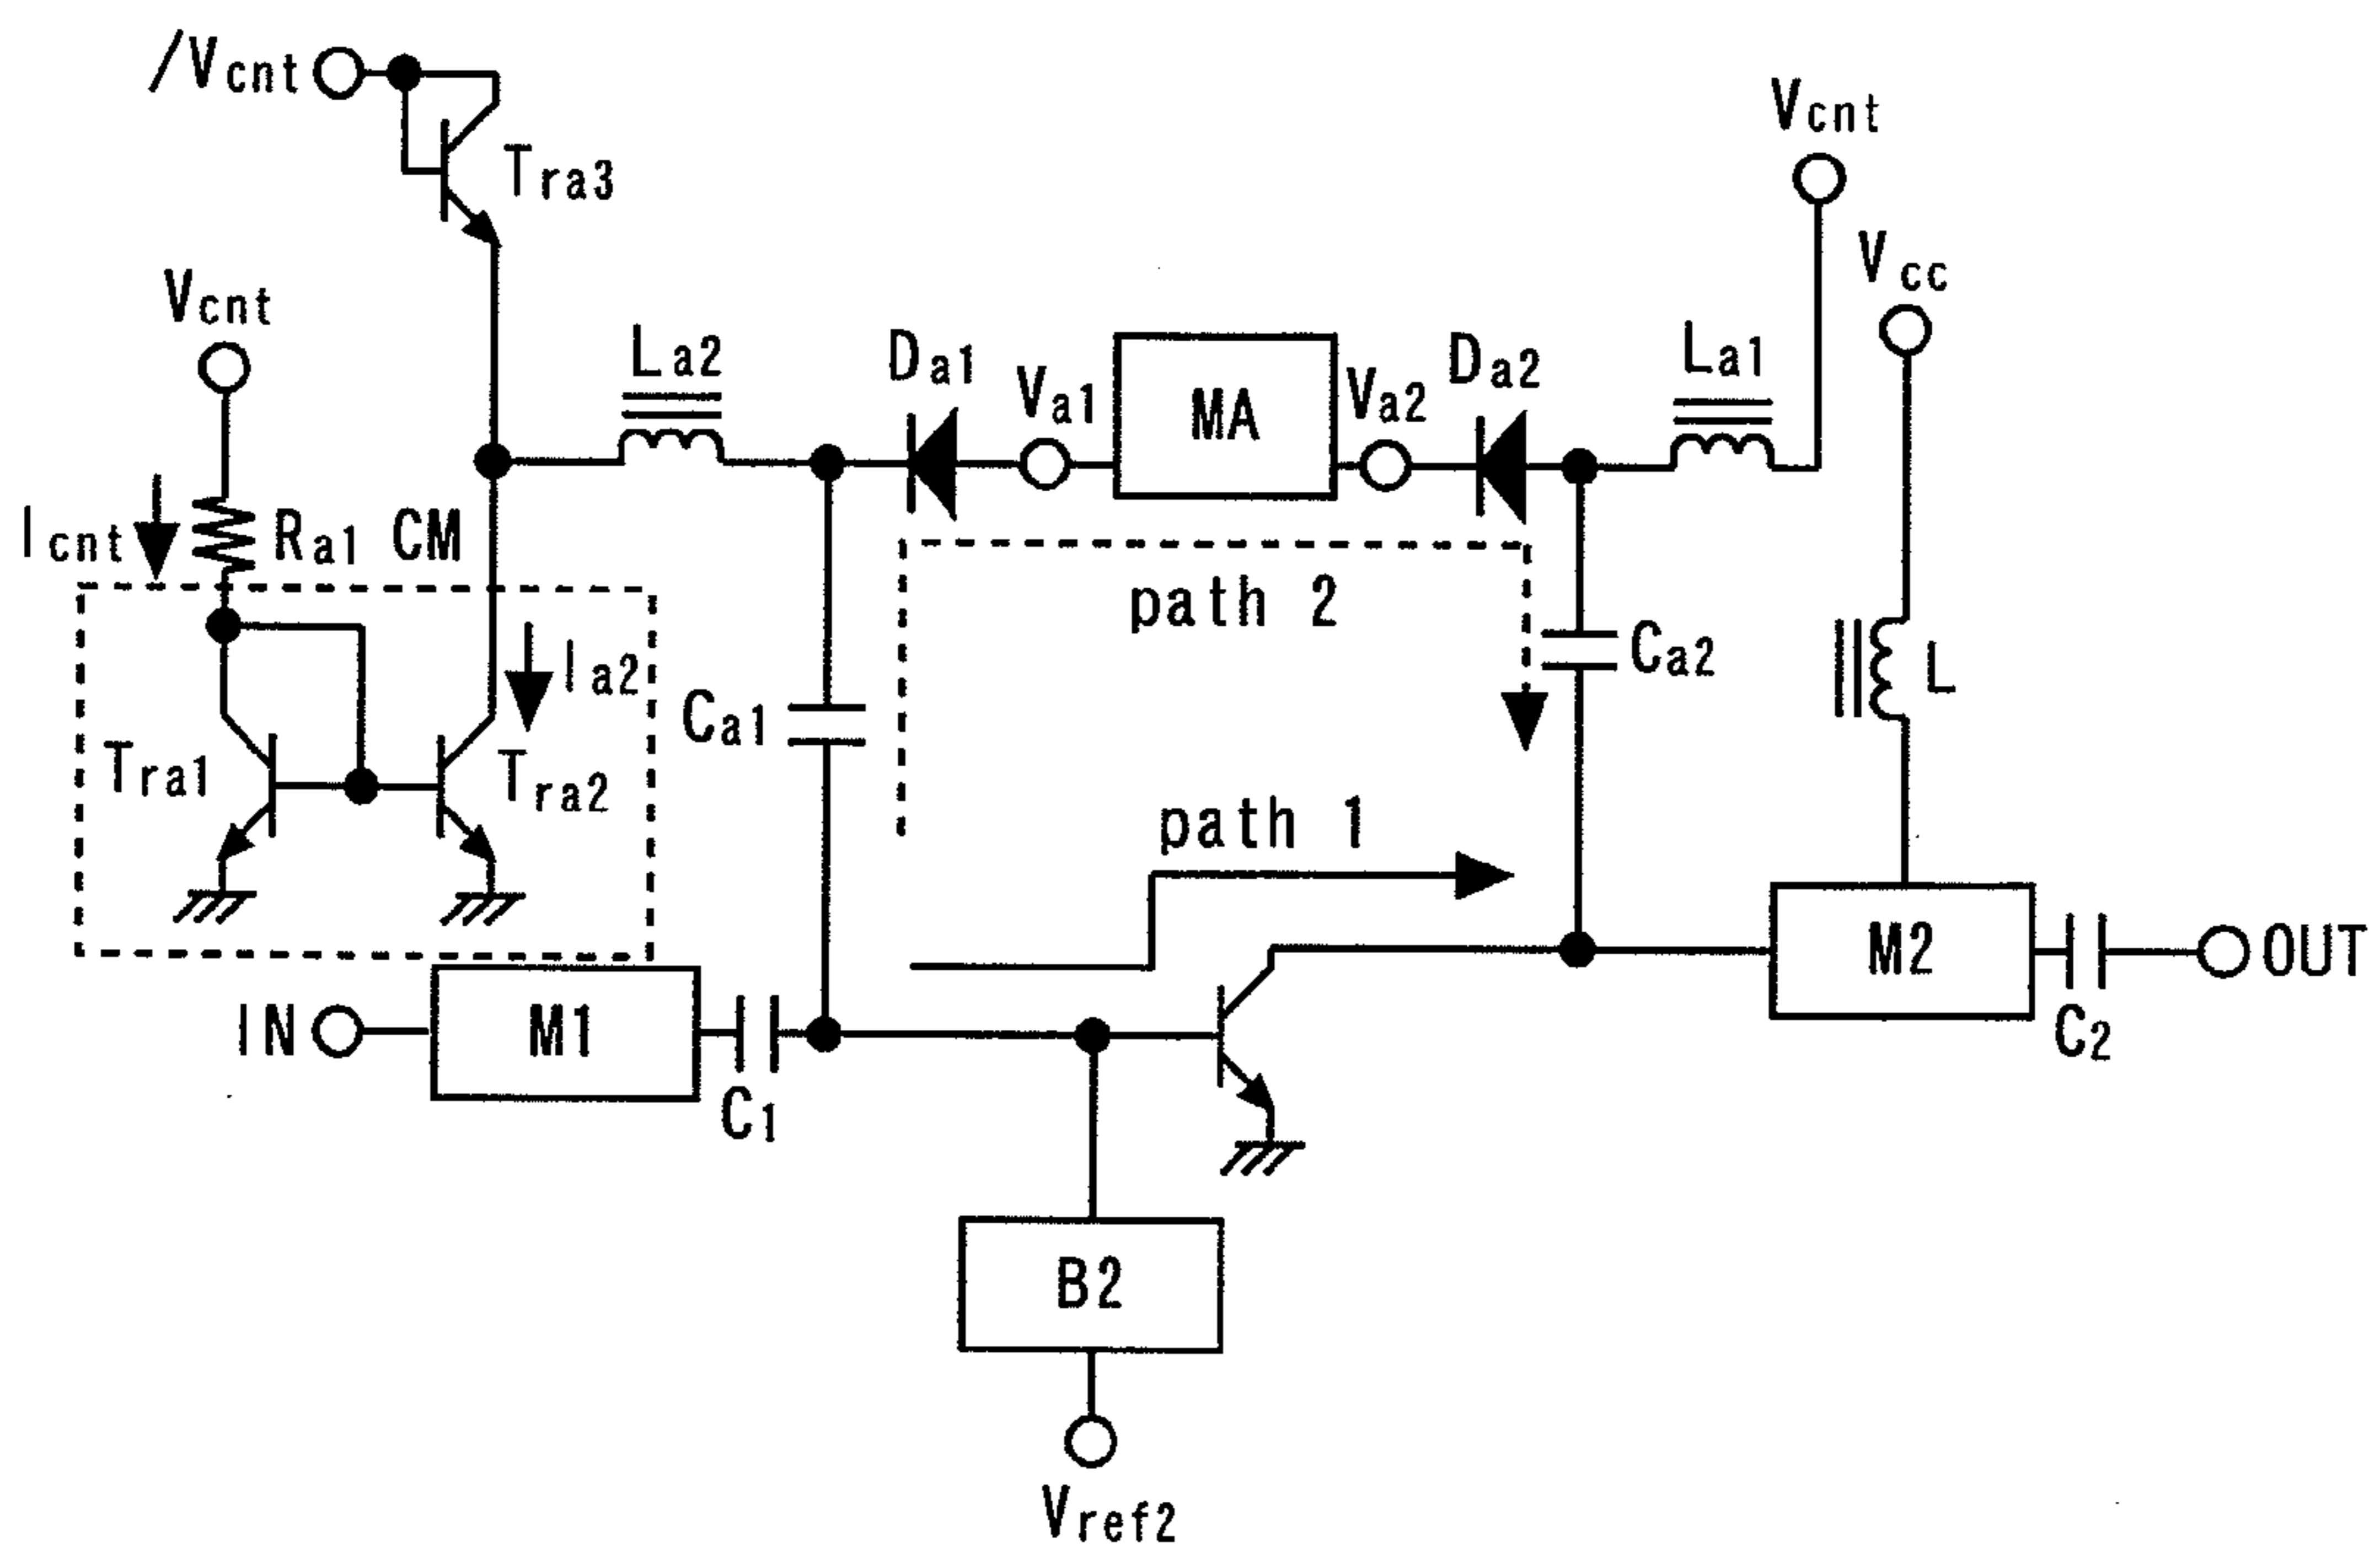 /Vcnt
Tra3
Vcnt
Vcnt
Vcc
La2
Da1
Va1
MA
Va2
Da2
La1
Icnt
Ra1
CM
path 2
Ia2
Ca2
L
Ca1
Tra1
Tra2
path 1
IN
M1
C1
M2
C2
OUT
B2
Vref2